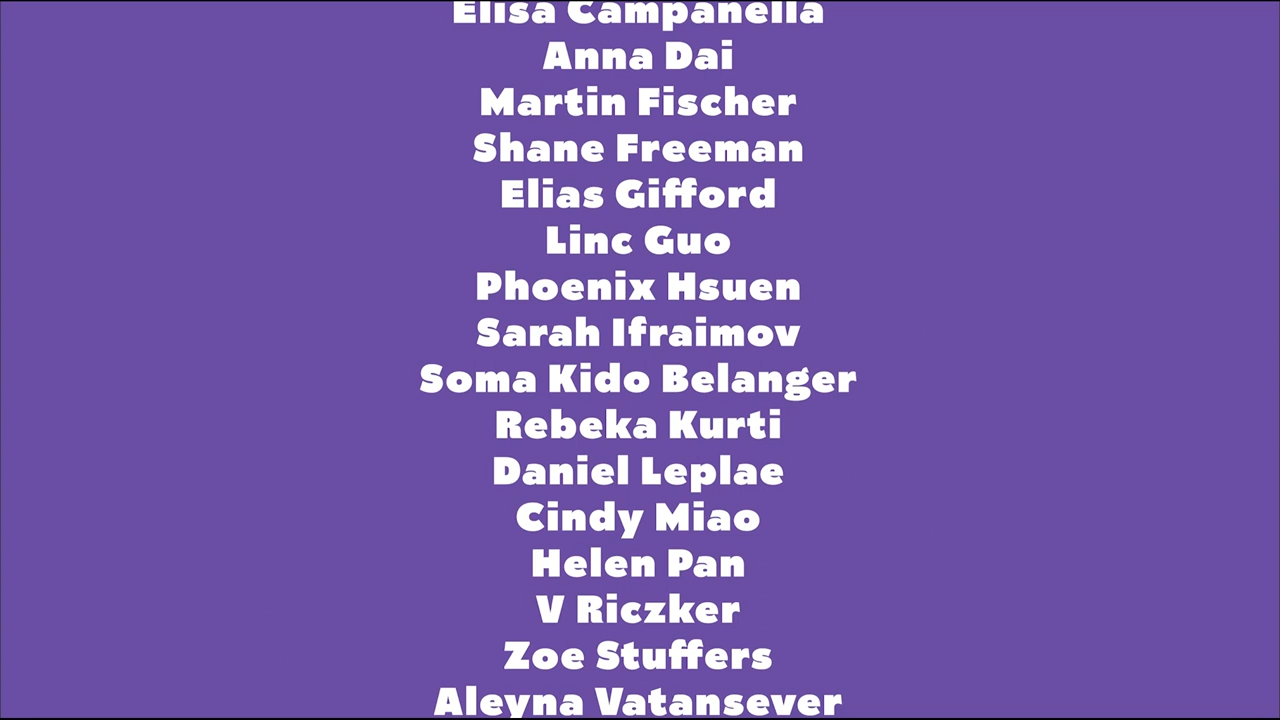 Elisa Campanella
Anna Dai
Martin Fischer
Shane Freeman
Elias Gifford
Linc Guo
Phoenix Hsuen
Sarah Ifraimov
Soma Kido Belanger
Rebeka Kurti
Daniel Leplae
Cindy Miao
Helen Pan
V Riczker
Zoe Stuffers
Aleyna Vatansever